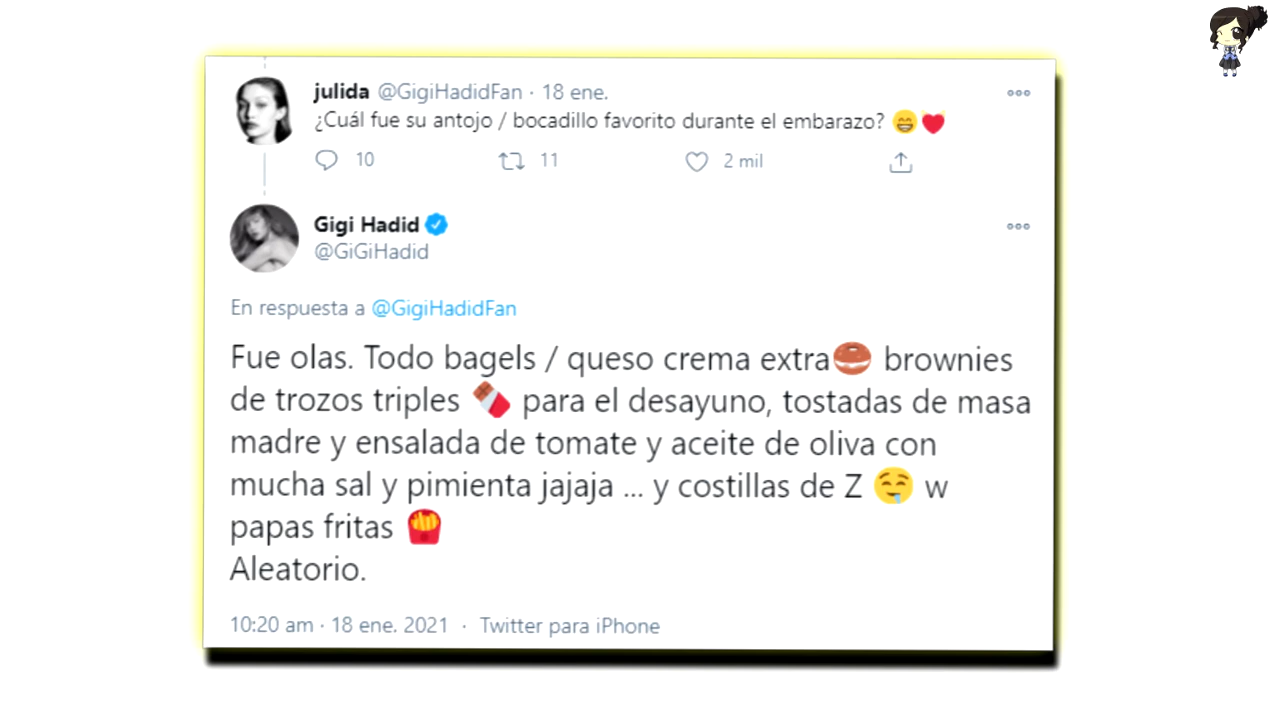 julida @GigiHadidFan · 18 ene.
¿Cuál fue su antojo / bocadillo favorito durante el embarazo? 😄❤️
10 11 2 mil
Gigi Hadid
@GiGiHadid
En respuesta a @GigiHadidFan
Fue olas. Todo bagels / queso crema extra🍩 brownies
de trozos triples 🍫 para el desayuno, tostadas de masa
madre y ensalada de tomate y aceite de oliva con
mucha sal y pimienta jajaja ... y costillas de Z 🤤 w
papas fritas 🍟
Aleatorio.
10:20 am · 18 ene. 2021 · Twitter para iPhone